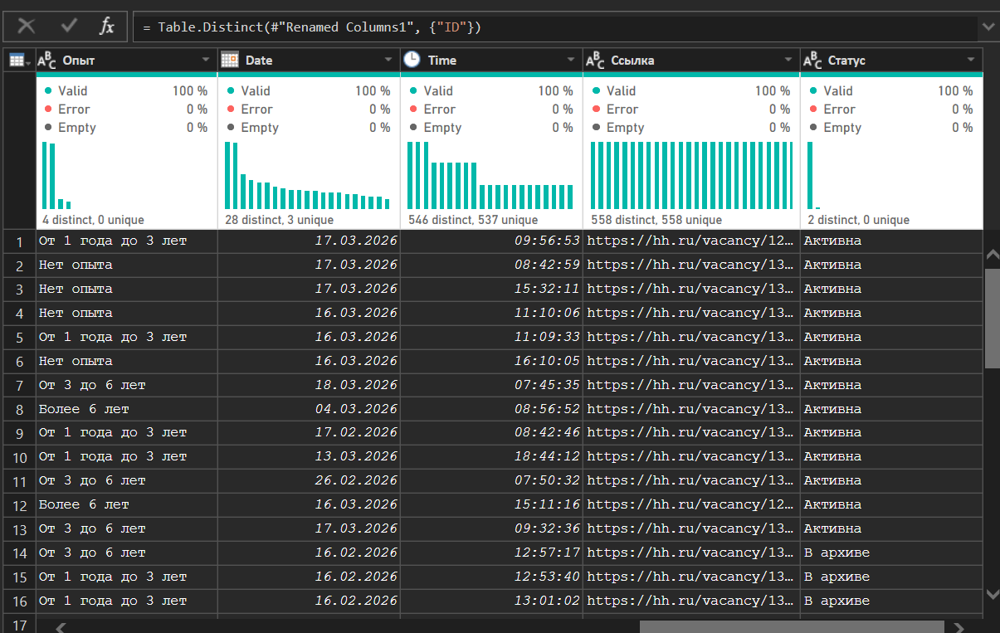 fx = Table.Distinct(#"Renamed Columns1", {"ID"})
ABC Опыт Date Time ABC Ссылка ABC Статус
Valid 100 % Valid 100 % Valid 100 % Valid 100 % Valid 100 %
Error 0 % Error 0 % Error 0 % Error 0 % Error 0 %
Empty 0 % Empty 0 % Empty 0 % Empty 0 % Empty 0 %
4 distinct, 0 unique 28 distinct, 3 unique 546 distinct, 537 unique 558 distinct, 558 unique 2 distinct, 0 unique
1 От 1 года до 3 лет 17.03.2026 09:56:53 https://hh.ru/vacancy/12… Активна
2 Нет опыта 17.03.2026 08:42:59 https://hh.ru/vacancy/13… Активна
3 Нет опыта 17.03.2026 15:32:11 https://hh.ru/vacancy/13… Активна
4 Нет опыта 16.03.2026 11:10:06 https://hh.ru/vacancy/13… Активна
5 От 1 года до 3 лет 16.03.2026 11:09:33 https://hh.ru/vacancy/13… Активна
6 Нет опыта 16.03.2026 16:10:05 https://hh.ru/vacancy/13… Активна
7 От 3 до 6 лет 18.03.2026 07:45:35 https://hh.ru/vacancy/13… Активна
8 Более 6 лет 04.03.2026 08:56:52 https://hh.ru/vacancy/13… Активна
9 От 1 года до 3 лет 17.02.2026 08:42:46 https://hh.ru/vacancy/13… Активна
10 От 1 года до 3 лет 13.03.2026 18:44:12 https://hh.ru/vacancy/13… Активна
11 От 3 до 6 лет 26.02.2026 07:50:32 https://hh.ru/vacancy/13… Активна
12 Более 6 лет 16.03.2026 15:11:16 https://hh.ru/vacancy/12… Активна
13 От 3 до 6 лет 17.03.2026 09:32:36 https://hh.ru/vacancy/13… Активна
14 От 3 до 6 лет 16.02.2026 12:57:17 https://hh.ru/vacancy/13… В архиве
15 От 1 года до 3 лет 16.02.2026 12:53:40 https://hh.ru/vacancy/13… В архиве
16 От 1 года до 3 лет 16.02.2026 13:01:02 https://hh.ru/vacancy/13… В архиве
17